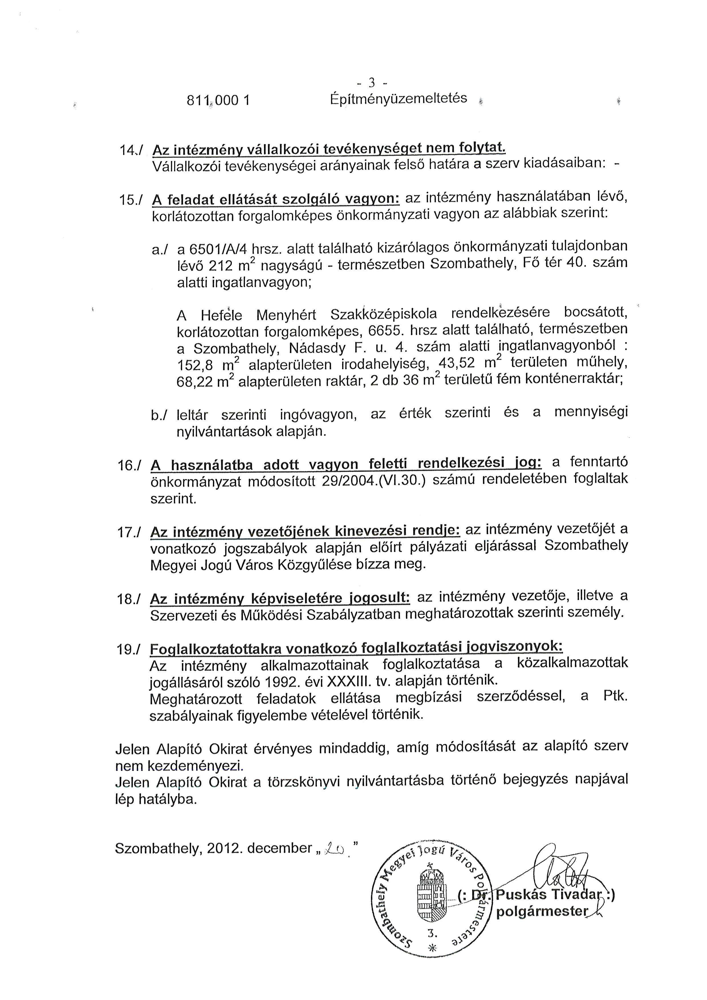 - 3 -
811 000 1 Építményüzemeltetés
14./ Az intézmény vállalkozói tevékenységet nem folytat.
Vállalkozói tevékenységei arányainak felső határa a szerv kiadásaiban: -
15./ A feladat ellátását szolgáló vagyon: az intézmény használatában lévő,
korlátozottan forgalomképes önkormányzati vagyon az alábbiak szerint:
a./ a 6501/A/4 hrsz. alatt található kizárólagos önkormányzati tulajdonban
lévő 212 m² nagyságú - természetben Szombathely, Fő tér 40. szám
alatti ingatlanvagyon;
A Hefele Menyhért Szakközépiskola rendelkezésére bocsátott,
korlátozottan forgalomképes, 6655. hrsz alatt található, természetben
a Szombathely, Nádasdy F. u. 4. szám alatti ingatlanvagyonból :
152,8 m² alapterületen irodahelyiség, 43,52 m² területen műhely,
68,22 m² alapterületen raktár, 2 db 36 m² területű fém konténerraktár;
b./ leltár szerinti ingóvagyon, az érték szerinti és a mennyiségi
nyilvántartások alapján.
16./ A használatba adott vagyon feletti rendelkezési jog: a fenntartó
önkormányzat módosított 29/2004.(VI.30.) számú rendeletében foglaltak
szerint.
17./ Az intézmény vezetőjének kinevezési rendje: az intézmény vezetőjét a
vonatkozó jogszabályok alapján előírt pályázati eljárással Szombathely
Megyei Jogú Város Közgyűlése bízza meg.
18./ Az intézmény képviseletére jogosult: az intézmény vezetője, illetve a
Szervezeti és Működési Szabályzatban meghatározottak szerinti személy.
19./ Foglalkoztatottakra vonatkozó foglalkoztatási jogviszonyok:
Az intézmény alkalmazottainak foglalkoztatása a közalkalmazottak
jogállásáról szóló 1992. évi XXXIII. tv. alapján történik.
Meghatározott feladatok ellátása megbízási szerződéssel, a Ptk.
szabályainak figyelembe vételével történik.
Jelen Alapító Okirat érvényes mindaddig, amíg módosítását az alapító szerv
nem kezdeményezi.
Jelen Alapító Okirat a törzskönyvi nyilvántartásba történő bejegyzés napjával
lép hatályba.
Szombathely, 2012. december „ 20. ”
Szombathely Megyei Jogú Város Polgármestere
3.
(: Dr. Puskás Tivadar :)
polgármester